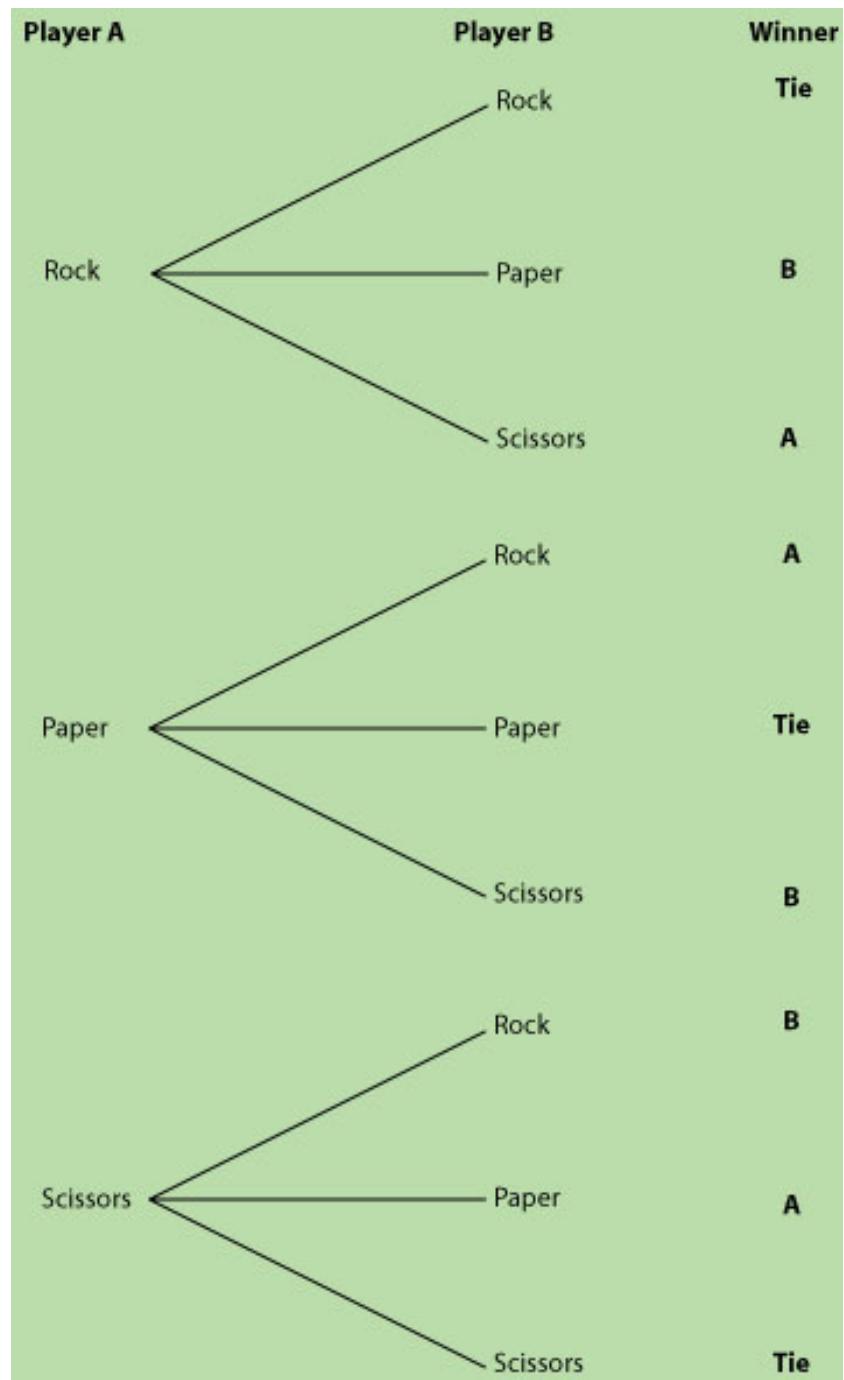 Player A Player B Winner
Rock Tie
Rock Paper B
Scissors A
Rock A
Paper Paper Tie
Scissors B
Rock B
Scissors Paper A
Scissors Tie